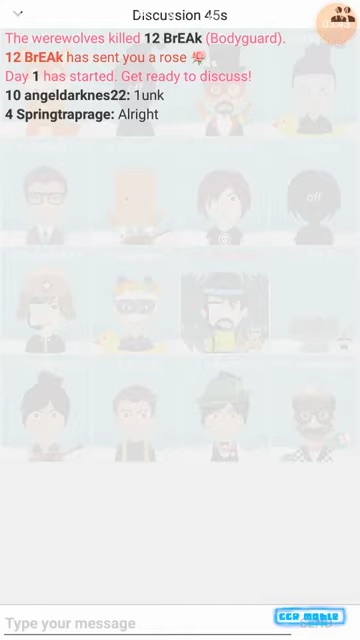 Discussion 45s
The werewolves killed 12 BrEAk (Bodyguard).
12 BrEAk has sent you a rose
Day 1 has started. Get ready to discuss!
10 angeldarknes22: 1unk
4 Springtraprage: Alright
off
Type your message